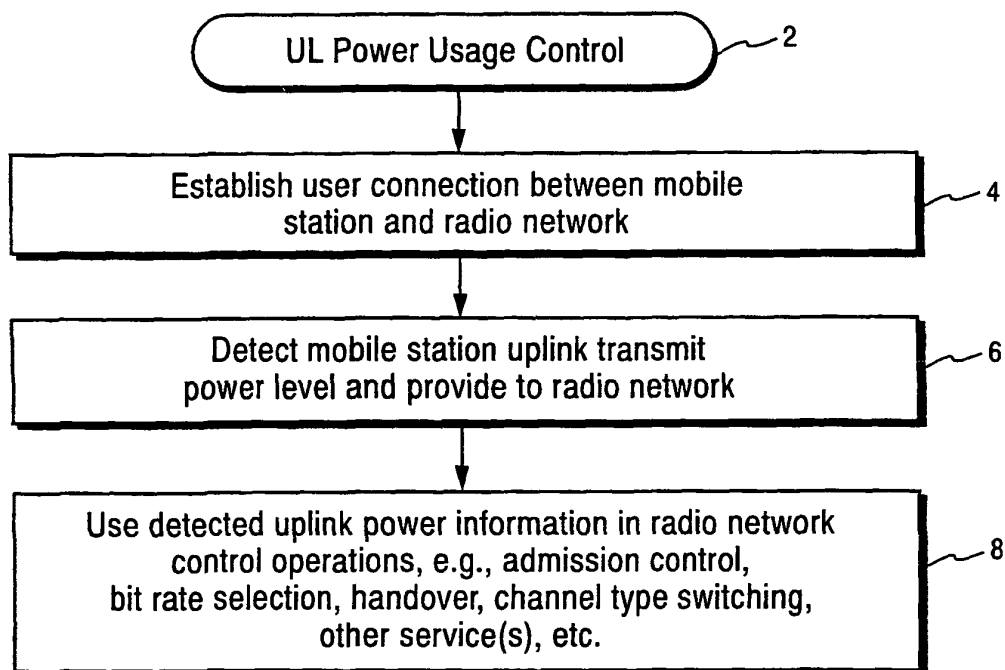 UL Power Usage Control
2
Establish user connection between mobile
station and radio network
4
Detect mobile station uplink transmit
power level and provide to radio network
6
Use detected uplink power information in radio network
control operations, e.g., admission control,
bit rate selection, handover, channel type switching,
other service(s), etc.
8